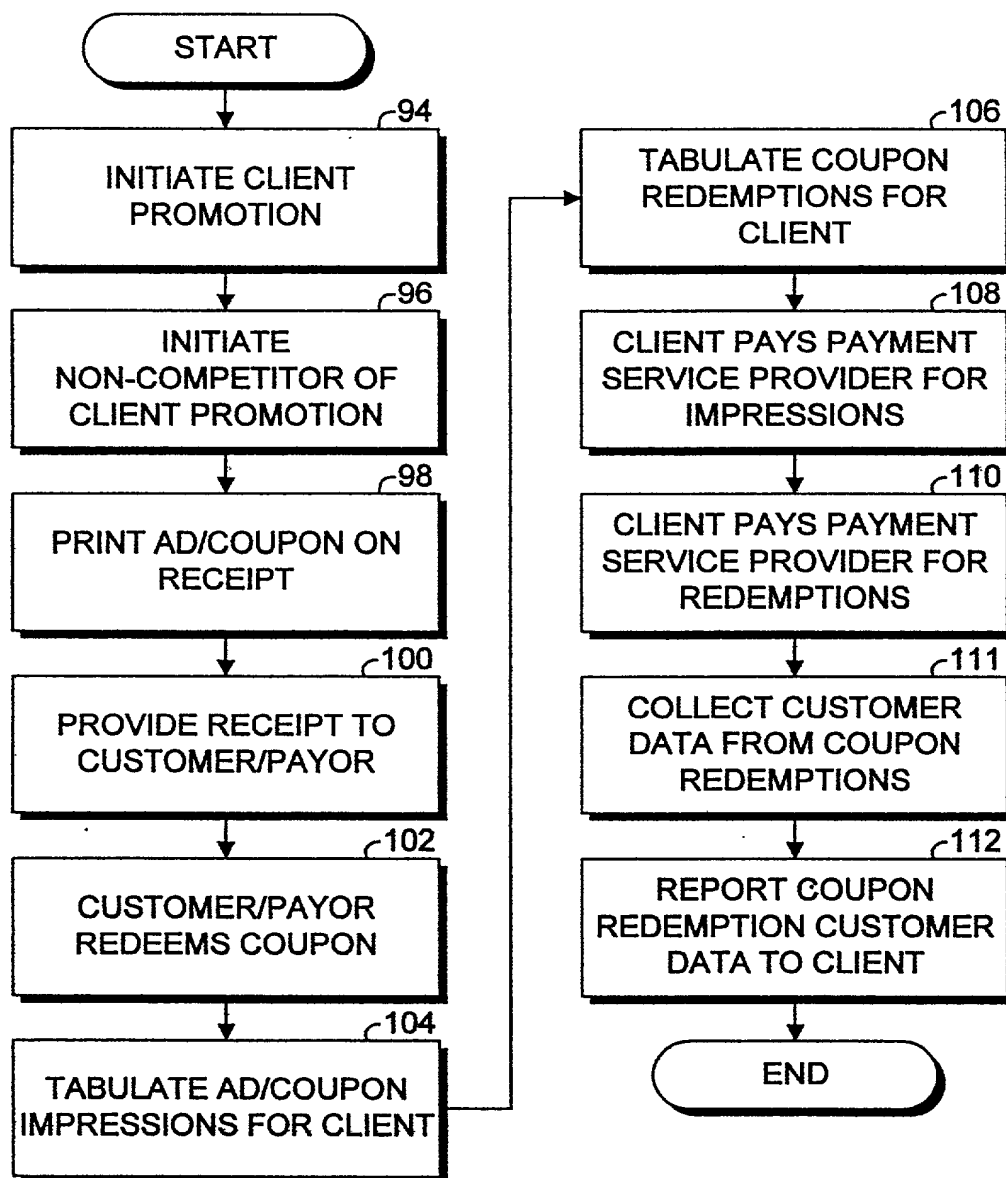 START
94
INITIATE CLIENT
PROMOTION
96
INITIATE
NON-COMPETITOR OF
CLIENT PROMOTION
98
PRINT AD/COUPON ON
RECEIPT
100
PROVIDE RECEIPT TO
CUSTOMER/PAYOR
102
CUSTOMER/PAYOR
REDEEMS COUPON
104
TABULATE AD/COUPON
IMPRESSIONS FOR CLIENT
106
TABULATE COUPON
REDEMPTIONS FOR
CLIENT
108
CLIENT PAYS PAYMENT
SERVICE PROVIDER FOR
IMPRESSIONS
110
CLIENT PAYS PAYMENT
SERVICE PROVIDER FOR
REDEMPTIONS
111
COLLECT CUSTOMER
DATA FROM COUPON
REDEMPTIONS
112
REPORT COUPON
REDEMPTION CUSTOMER
DATA TO CLIENT
END